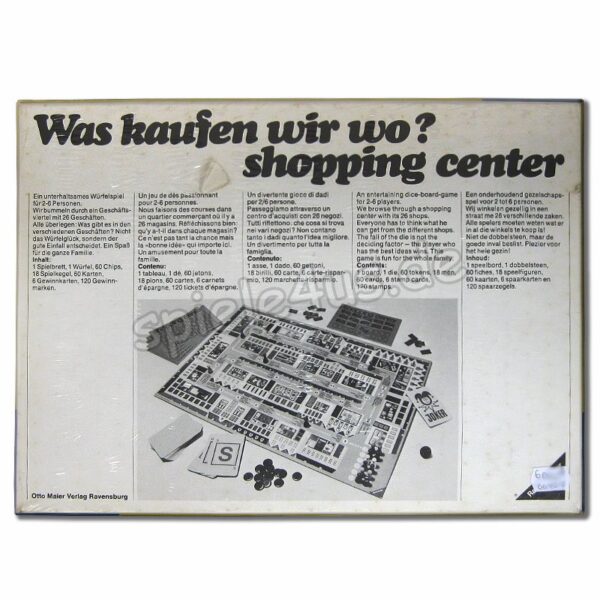 Was kaufen wir wo?
shopping center
Ein unterhaltsames Würfelspiel
für 2-6 Personen.
Wir bummeln durch ein Geschäfts-
viertel mit 26 Geschäften.
Alle überlegen: Was gibt es in den
verschiedenen Geschäften? Nicht
das Würfelglück, sondern der
gute Einfall entscheidet. Ein Spaß
für die ganze Familie.
Inhalt:
1 Spielbrett, 1 Würfel, 60 Chips,
18 Spielkegel, 60 Karten,
6 Gewinnkarten, 120 Gewinn-
marken.
Un jeu de dés passionnant
pour 2-6 personnes.
Nous faisons des courses dans
un quartier commerçant où il y a
26 magasins. Réfléchissons bien:
qu'y a-t-il dans chaque magasin?
Ce n'est pas tant la chance mais
la «bonne idée» qui importe ici.
Un amusement pour toute la
famille.
Contenu:
1 tableau, 1 dé, 60 jetons,
18 pions, 60 cartes, 6 carnets
d'épargne, 120 tickets d'épargne.
Un divertente gioco di dadi
per 2/6 persone.
Passeggiamo attraverso un
centro d'acquisti con 26 negozi.
Tutti riflettono: che cosa si trova
nei vari negozi? Non contano
tanto i dadi quanto l'idea migliore.
Un divertimento per tutta la
famiglia.
Contenuto:
1 asse, 1 dado, 60 gettoni,
18 birilli, 60 carte,
120 marchette-risparmio.
An entertaining dice-board-game
for 2-6 players.
We browse through a shopping
center with its 26 shops.
Everyone has to think what he
can get from the different shops.
The fall of the die is not the
deciding factor – the player who
has the best ideas wins. This
game is fun for the whole family.
Contents:
1 board, 1 die, 60 tokens, 18 men,
60 cards, 6 stamp cards,
120 stamps.
Een onderhoudend gezelschaps-
spel voor 2 tot 6 personen.
Wij winkelen gezellig in een
straat met 26 verschillende zaken.
Alle spelers moeten weten wat er
in al die winkels te koop is!
Niet de dobbelsteen, maar de
goede inval beslist. Plezier voor
het hele gezin!
Inhoud:
1 speelbord, 1 dobbelsteen,
60 fiches, 18 speelfiguren,
60 kaarten, 6 spaarkaarten en
120 spaarzegels.
spiele4us.de
JOKER
S
Otto Maier Verlag Ravensburg